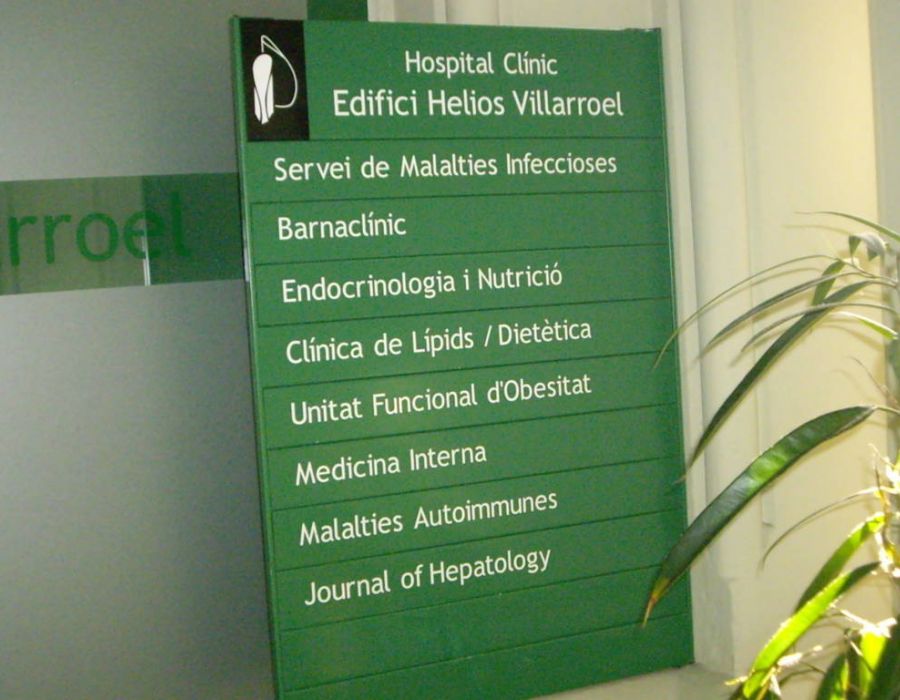 Hospital Clínic
Edifici Helios Villarroel
Servei de Malalties Infeccioses
Barnaclínic
Endocrinologia i Nutrició
Clínica de Lípids / Dietètica
Unitat Funcional d'Obesitat
Medicina Interna
Malalties Autoimmunes
Journal of Hepatology
rroel